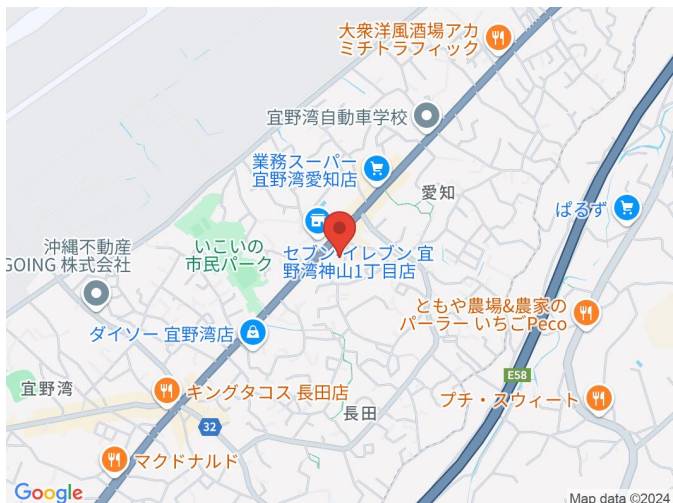 大衆洋風酒場アカ
ミチトラフィック
宜野湾自動車学校
業務スーパー
宜野湾愛知店
愛知
ぱるず
いこいの
市民パーク
セブン-イレブン 宜
野湾神山1丁目店
沖縄不動産
GOING 株式会社
ともや農場&農家の
パーラー いちごPeco
ダイソー 宜野湾店
E58
宜野湾
キングタコス 長田店
プチ・スウィート
長田
32
マクドナルド
Google
Map data ©2024